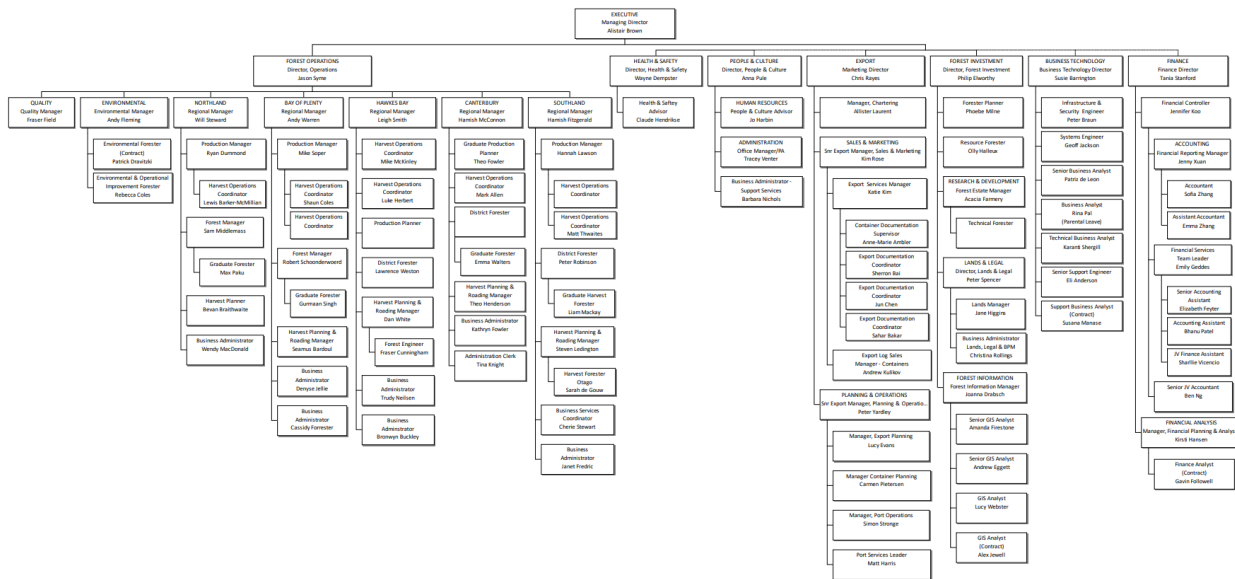 EXECUTIVE
Managing Director
Alistair Brown
FOREST OPERATIONS
Director, Operations
Jason Syme
HEALTH & SAFETY
Director, Health & Safety
Wayne Dempster
PEOPLE & CULTURE
Director, People & Culture
Anna Pule
EXPORT
Marketing Director
Chris Rayes
FOREST INVESTMENT
Director, Forest Investment
Philip Elworthy
BUSINESS TECHNOLOGY
Business Technology Director
Susie Barrington
FINANCE
Finance Director
Tania Stanford
QUALITY
Quality Manager
Fraser Field
ENVIRONMENTAL
Environmental Manager
Andy Fleming
NORTHLAND
Regional Manager
Will Steward
BAY OF PLENTY
Regional Manager
Andy Warren
HAWKES BAY
Regional Manager
Leigh Smith
CANTERBURY
Regional Manager
Hamish McConnon
SOUTHLAND
Regional Manager
Hamish Fitzgerald
Environmental Forester
(Contract)
Patrick Oravitski
Environmental & Operational
Improvement Forester
Rebecca Coles
Production Manager
Ryan Dummond
Harvest Operations
Coordinator
Lewis Barker-McMillian
Forest Manager
Sam Middlemass
Graduate Forester
Max Paku
Harvest Planner
Bevan Braithwaite
Business Administrator
Wendy MacDonald
Production Manager
Mike Soper
Harvest Operations
Coordinator
Shaun Coles
Harvest Operations
Coordinator
Forest Manager
Robert Schoonderwoerd
Graduate Forester
Gurmaan Singh
Harvest Planning &
Roading Manager
Seamus Bardoul
Business
Administrator
Denyse Jellie
Business
Administrator
Cassidy Forrester
Harvest Operations
Coordinator
Mike McKinley
Harvest Operations
Coordinator
Luke Herbert
Production Planner
District Forester
Lawrence Weston
Harvest Planning &
Roading Manager
Dan White
Forest Engineer
Fraser Cunningham
Business
Adminstrator
Trudy Neilsen
Business
Adminstrator
Bronwyn Buckley
Graduate Production
Planner
Theo Fowler
Harvest Operations
Coordinator
Mark Allen
District Forester
Graduate Forester
Emma Walters
Harvest Planning &
Roading Manager
Theo Henderson
Business Administrator
Kathryn Fowler
Administration Clerk
Tina Knight
Production Manager
Hannah Lawson
Harvest Operations
Coordinator
Harvest Operations
Coordinator
Matt Thwaites
District Forester
Peter Robinson
Graduate Harvest
Forester
Liam Mackay
Harvest Planning &
Roading Manager
Steven Ledington
Harvest Forester
Otago
Sarah de Gouw
Business Services
Coordinator
Cherie Stewart
Business
Administrator
Janet Fredric
Health & Saftey
Advisor
Claude Hendrikse
HUMAN RESOURCES
People & Culture Advisor
Jo Harbin
ADMINISTRATION
Office Manager/PA
Tracey Venter
Business Administrator -
Support Services
Barbara Nichols
Manager, Chartering
Allister Laurent
SALES & MARKETING
Snr Export Manager, Sales & Marketing
Kim Rose
Export Services Manager
Katie Kim
Container Documentation
Supervisor
Anne-Marie Ambler
Export Documentation
Coordinator
Sherron Bai
Export Documentation
Coordinator
Jun Chen
Export Documentation
Coordinator
Sahar Bakar
Export Log Sales
Manager - Containers
Andrew Kulikov
PLANNING & OPERATIONS
Snr Export Manager, Planning & Operatio...
Peter Yardley
Manager, Export Planning
Lucy Evans
Manager Container Planning
Carmen Pieterson
Manager, Port Operations
Simon Stronge
Port Services Leader
Matt Harris
Forester Planner
Phoebe Milne
Resource Forester
Olly Halleux
RESEARCH & DEVELOPMENT
Forest Estate Manager
Acacia Farmery
Technical Forester
LANDS & LEGAL
Director, Lands & Legal
Peter Spencer
Lands Manager
Jane Higgins
Business Administrator
Lands, Legal & BPM
Christina Rollings
FOREST INFORMATION
Forest Information Manager
Joanna Drabsch
Senior GIS Analyst
Amanda Firestone
Senior GIS Analyst
Andrew Eggett
GIS Analyst
Lucy Webster
GIS Analyst
(Contract)
Alex Jewell
Infrastructure &
Security Engineer
Peter Braun
Systems Engineer
Geoff Jackson
Senior Business Analyst
Patriz de Leon
Business Analyst
Rina Pal
(Parental Leave)
Technical Business Analyst
Karanti Shergill
Senior Support Engineer
Eli Anderson
Support Business Analyst
(Contract)
Susana Manase
Financial Controller
Jennifer Koo
ACCOUNTING
Financial Reporting Manager
Jenny Xuan
Accountant
Sofia Zhang
Assistant Accountant
Emma Zhang
Financial Services
Team Leader
Emily Geddes
Senior Accounting
Assistant
Elizabeth Feyter
Accounting Assistant
Bhanu Patel
JV Finance Assistant
Sharllie Vicencio
Senior JV Accountant
Ben Ng
FINANCIAL ANALYSIS
Manager, Financial Planning & Analys
Kirsti Hansen
Finance Analyst
(Contract)
Gavin Followell